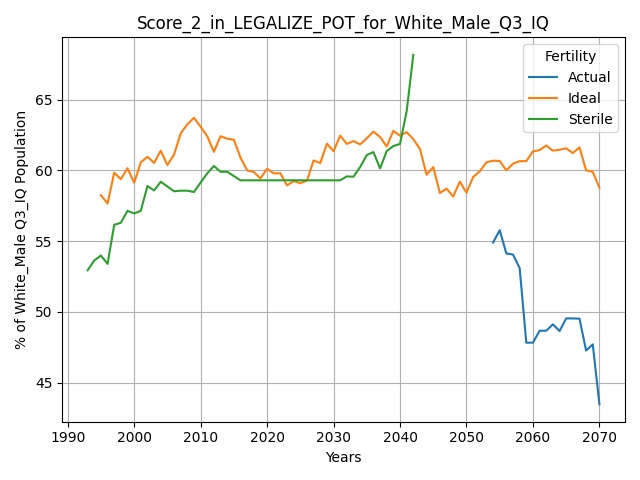 Score_2_in_LEGALIZE_POT_for_White_Male_Q3_IQ
Fertility
Actual
Ideal
Sterile
65
60
55
50
45
% of White_Male Q3_IQ Population
1990 2000 2010 2020 2030 2040 2050 2060 2070
Years